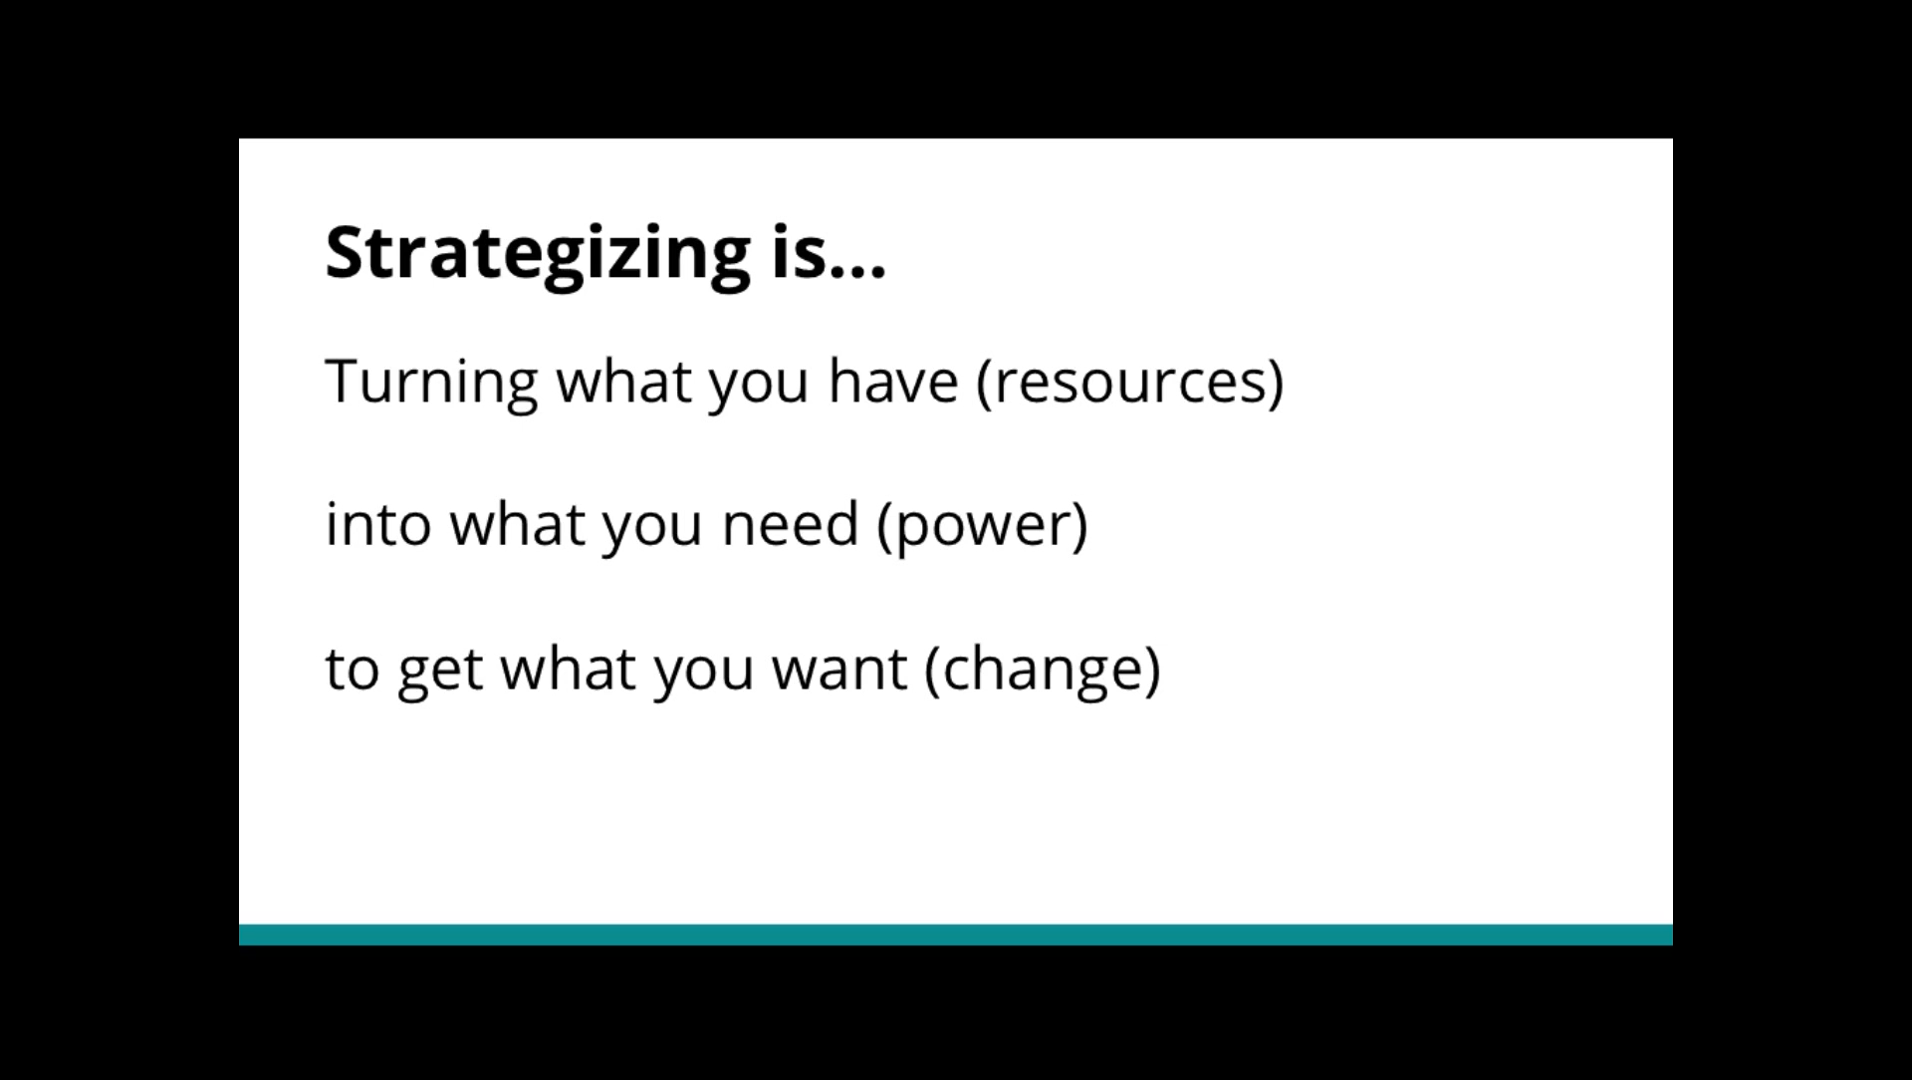 Strategizing is...
Turning what you have (resources)
into what you need (power)
to get what you want (change)